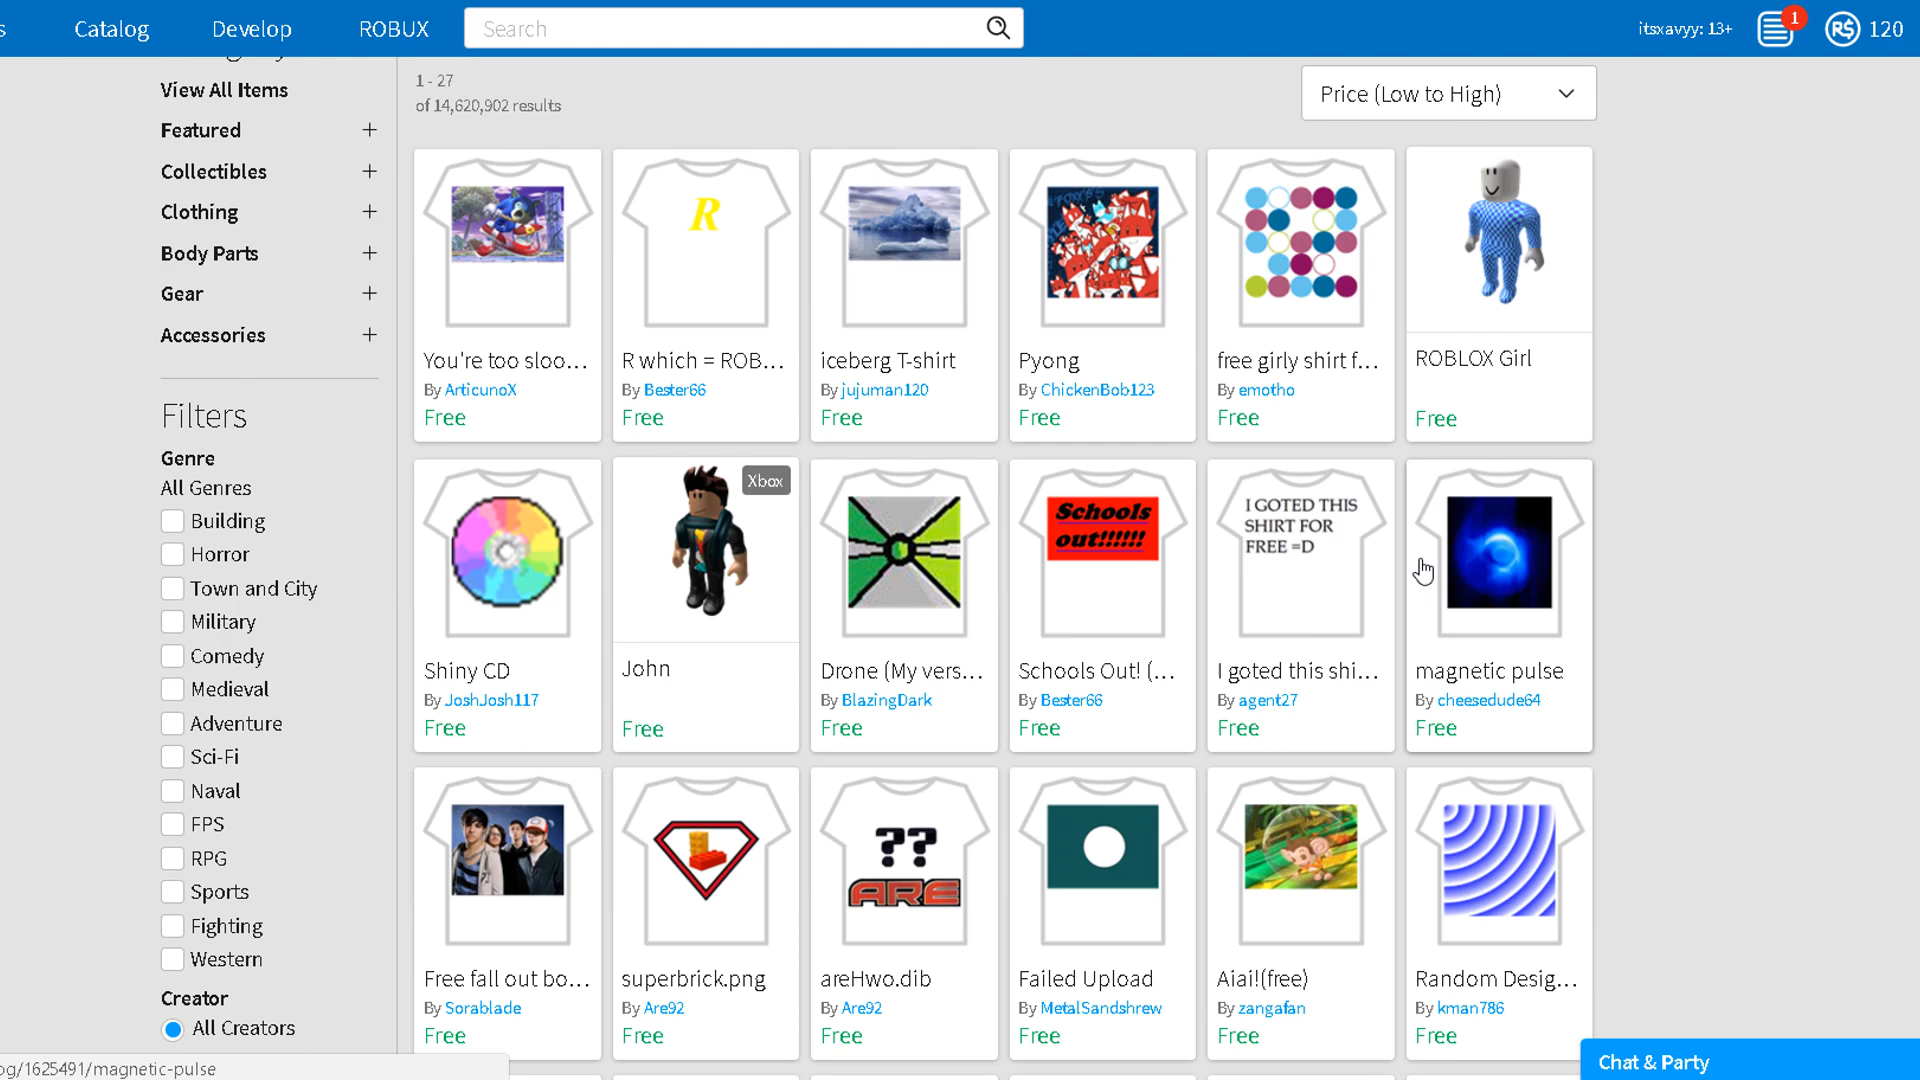 s Catalog Develop ROBUX Search itsxavyy: 13+ 1 R$ 120
View All Items
1 - 27
of 14,620,902 results
Price (Low to High)
Featured +
Collectibles +
Clothing +
Body Parts +
Gear +
Accessories +
Filters
Genre
All Genres
Building
Horror
Town and City
Military
Comedy
Medieval
Adventure
Sci-Fi
Naval
FPS
RPG
Sports
Fighting
Western
Creator
All Creators
R
You're too sloo...
By ArticunoX
Free
R which = ROB...
By Bester66
Free
iceberg T-shirt
By jujuman120
Free
Pyong
By ChickenBob123
Free
free girly shirt f...
By emotho
Free
ROBLOX Girl
Free
Xbox
Schools
out!!!!!!
I GOTED THIS
SHIRT FOR
FREE =D
Shiny CD
By JoshJosh117
Free
John
Free
Drone (My vers...
By BlazingDark
Free
Schools Out! (...
By Bester66
Free
I goted this shi...
By agent27
Free
magnetic pulse
By cheesedude64
Free
??
ARE
Free fall out bo...
By Sorablade
Free
superbrick.png
By Are92
Free
areHwo.dib
By Are92
Free
Failed Upload
By MetalSandshrew
Free
Aiai!(free)
By zangafan
Free
Random Desig...
By kman786
Free
og/1625491/magnetic-pulse
Chat & Party